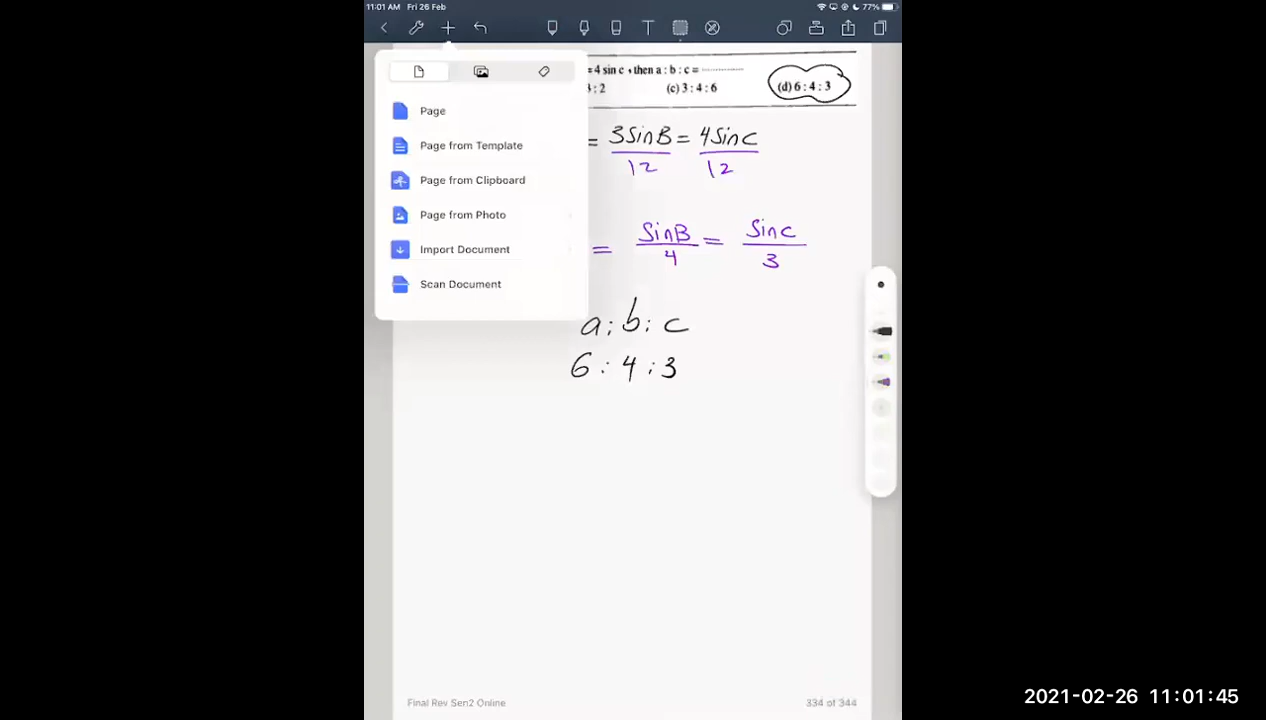 11:01 AM Fri 26 Feb 77%
= 4 sin c , then a : b : c = ----------
3 : 2 (c) 3 : 4 : 6 (d) 6 : 4 : 3
Page
Page from Template
Page from Clipboard
Page from Photo
Import Document
Scan Document
= 3SinB = 4Sinc
12 12
= SinB = Sinc
4 3
a : b : c
6 : 4 : 3
Final Rev Sen2 Online 334 of 344
2021-02-26 11:01:45